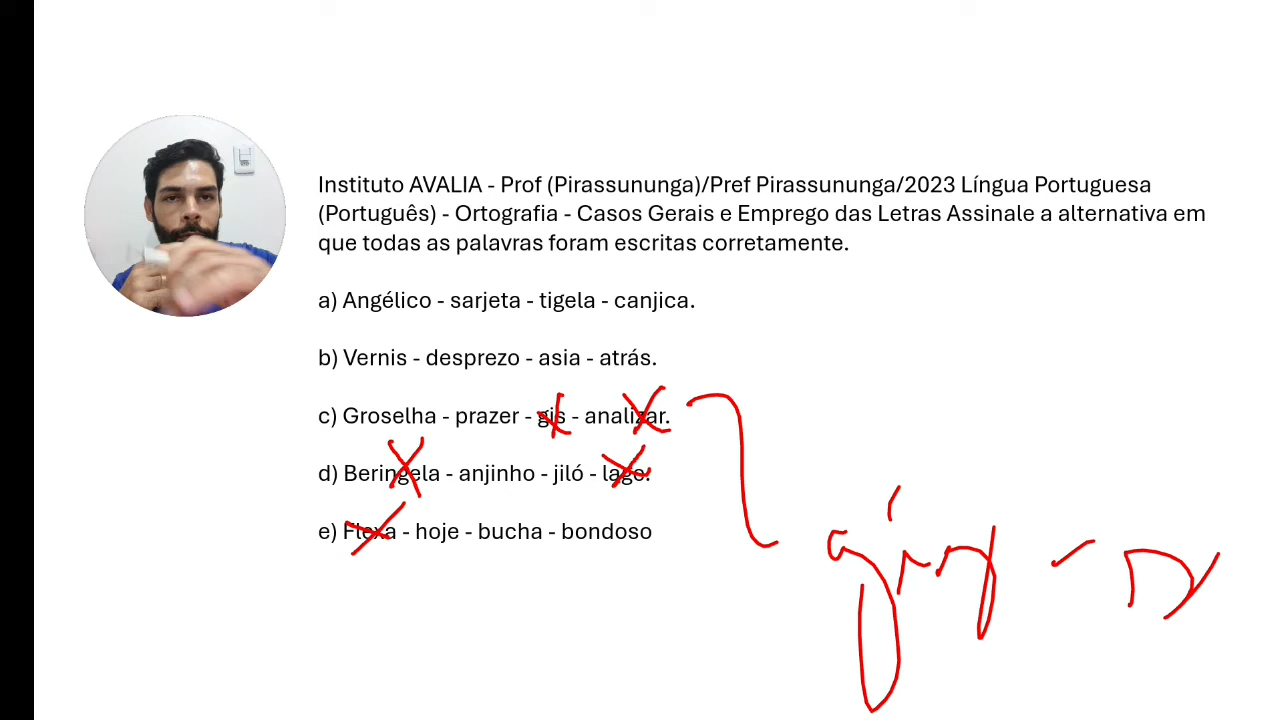 Instituto AVALIA - Prof (Pirassununga)/Pref Pirassununga/2023 Língua Portuguesa
(Português) - Ortografia - Casos Gerais e Emprego das Letras Assinale a alternativa em
que todas as palavras foram escritas corretamente.
a) Angélico - sarjeta - tigela - canjica.
b) Vernis - desprezo - asia - atrás.
c) Groselha - prazer - gis - analizar.
d) Beringela - anjinho - jiló - lage.
e) Flexa - hoje - bucha - bondoso